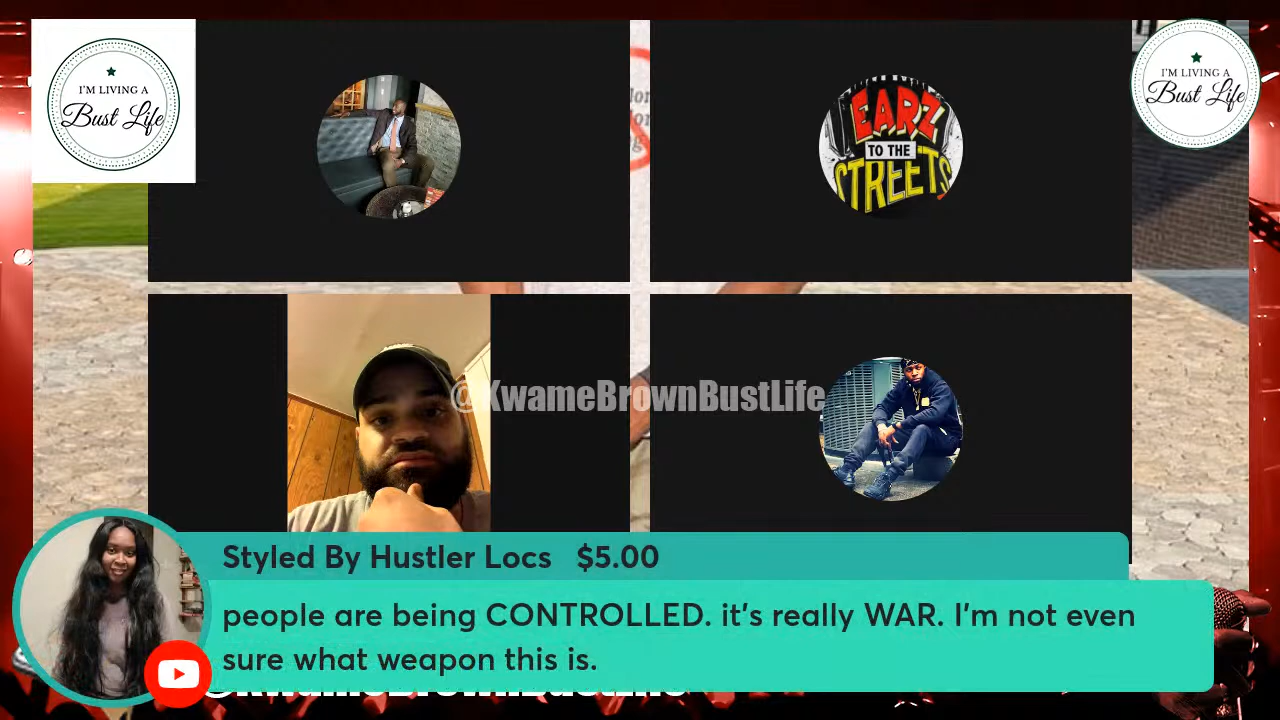 I'M LIVING A
Bust Life
EARZ
TO THE
STREETS
I'M LIVING A
Bust Life
@KwameBrownBustLife
Styled By Hustler Locs $5.00
people are being CONTROLLED. it's really WAR. I'm not even
sure what weapon this is.
@KwameBrownBustLife